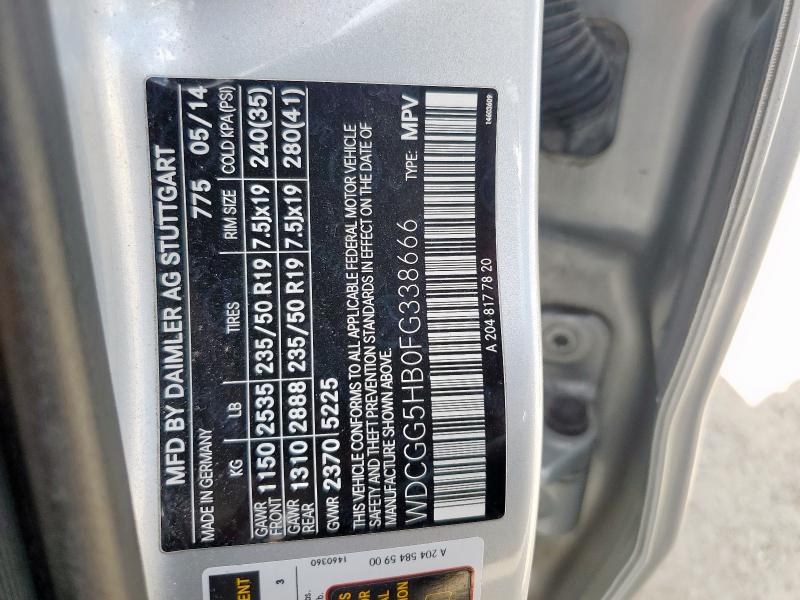 MFD BY DAIMLER AG STUTTGART
MADE IN GERMANY 775 05/14
KG LB TIRES RIM SIZE COLD KPA(PSI)
GAWR FRONT 1150 2535 235/50 R19 7.5Jx19 240(35)
GAWR REAR 1310 2888 235/50 R19 7.5Jx19 280(41)
GVWR 2370 5225
THIS VEHICLE CONFORMS TO ALL APPLICABLE FEDERAL MOTOR VEHICLE
SAFETY AND THEFT PREVENTION STANDARDS IN EFFECT ON THE DATE OF
MANUFACTURE SHOWN ABOVE.
WDCGG5HB0FG338666 TYPE: MPV
A 204 817 78 20 14603609
A 204 584 59 00
1460360
3